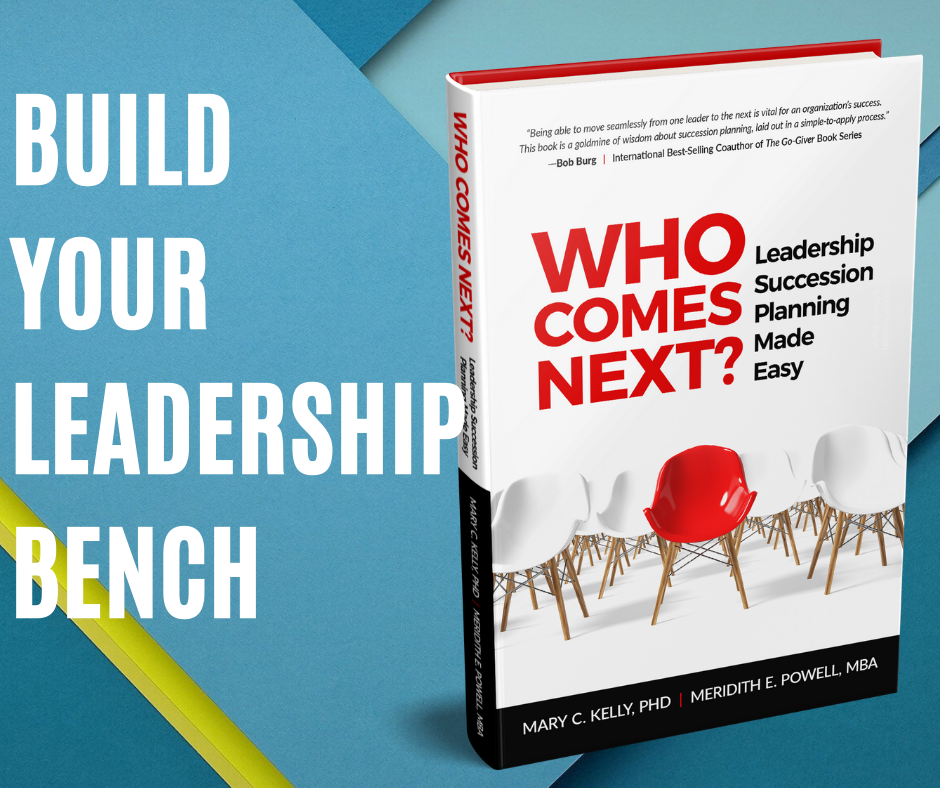 BUILD
YOUR
LEADERSHIP
BENCH
WHO COMES NEXT?
Leadership Succession
Planning Made Easy
MARY C. KELLY, PHD | MERIDITH E. POWELL, MBA
“Being able to move seamlessly from one leader to the next is vital for an organization’s success.
This book is a goldmine of wisdom about succession planning, laid out in a simple-to-apply process.”
—Bob Burg | International Best-Selling Coauthor of The Go-Giver Book Series
WHO
COMES
NEXT?
Leadership
Succession
Planning
Made
Easy
MARY C. KELLY, PHD | MERIDITH E. POWELL, MBA